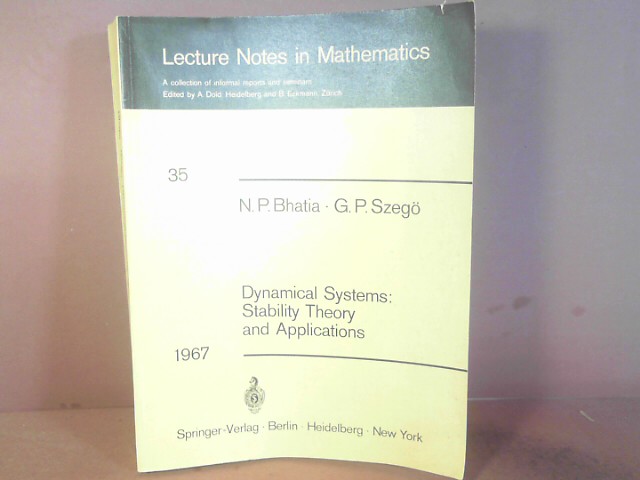 Lecture Notes in Mathematics
A collection of informal reports and seminars
Edited by A. Dold, Heidelberg and B. Eckmann, Zürich
35
N. P. Bhatia · G. P. Szegö
Dynamical Systems:
Stability Theory
and Applications
1967
Springer-Verlag · Berlin · Heidelberg · New York